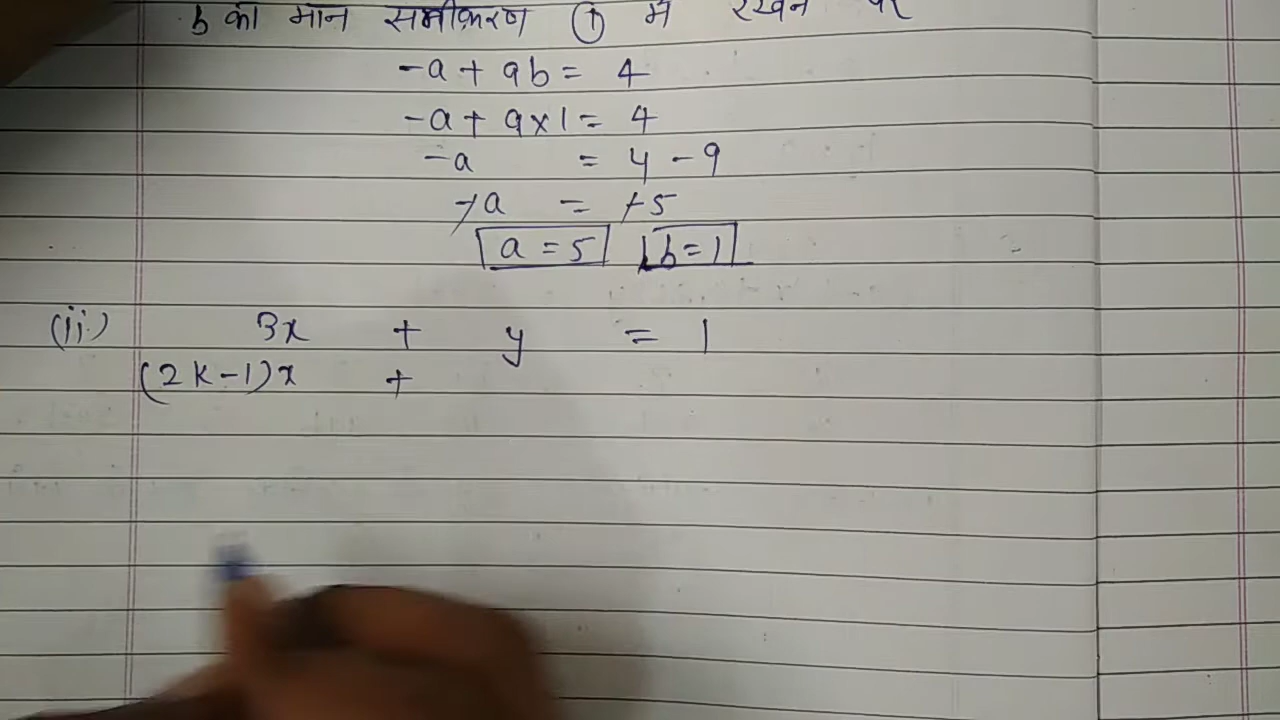 b का मान समीकरण ① में रखने पर
-a + 9b = 4
-a + 9×1 = 4
-a = 4 - 9
-a = -5
a = 5 b = 1
(ii) 3x + y = 1
(2k-1)x +